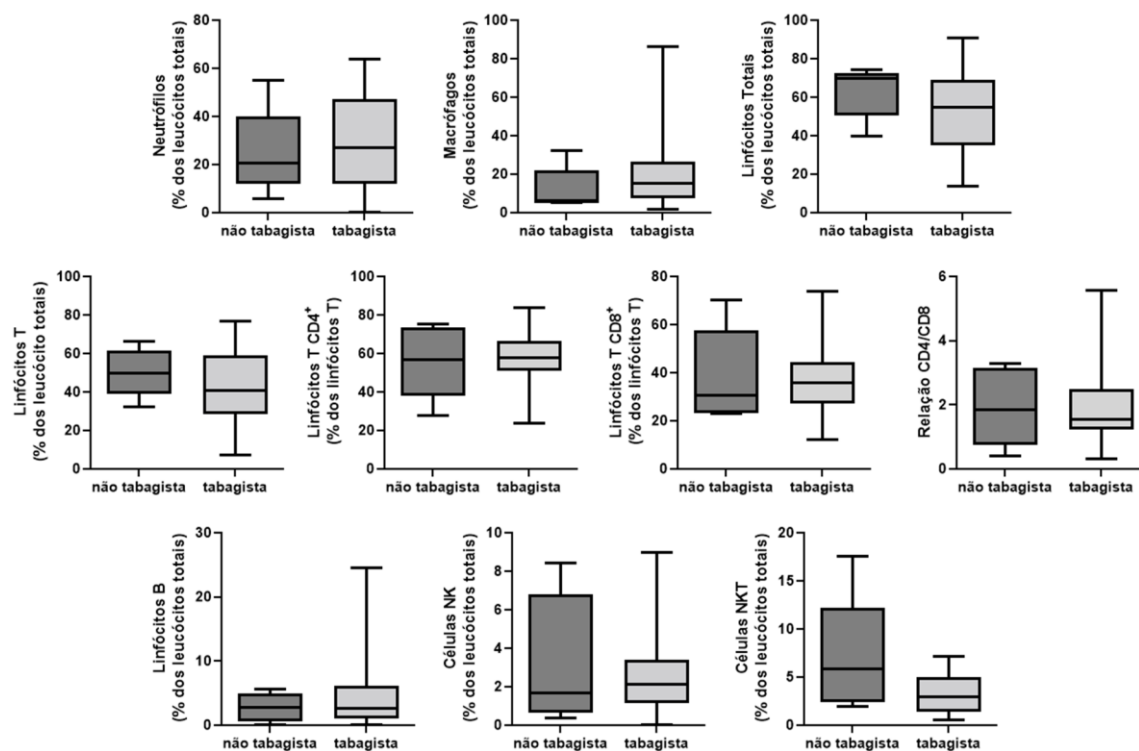 Neutrófilos
(% dos leucócitos totais)
80
60
40
20
0
não tabagista
tabagista
Macrófagos
(% dos leucócitos totais)
100
80
60
40
20
0
não tabagista
tabagista
Linfócitos Totais
(% dos leucócitos totais)
100
80
60
40
20
0
não tabagista
tabagista
Linfócitos T
(% dos leucócito totais)
100
80
60
40
20
0
não tabagista
tabagista
Linfócitos T CD4+
(% dos linfócitos T)
100
80
60
40
20
0
não tabagista
tabagista
Linfócitos T CD8+
(% dos linfócitos T)
80
60
40
20
0
não tabagista
tabagista
Relação CD4/CD8
6
4
2
0
não tabagista
tabagista
Linfócitos B
(% dos leucócitos totais)
30
20
10
0
não tabagista
tabagista
Células NK
(% dos leucócitos totais)
10
8
6
4
2
0
não tabagista
tabagista
Células NKT
(% dos leucócitos totais)
20
15
10
5
0
não tabagista
tabagista